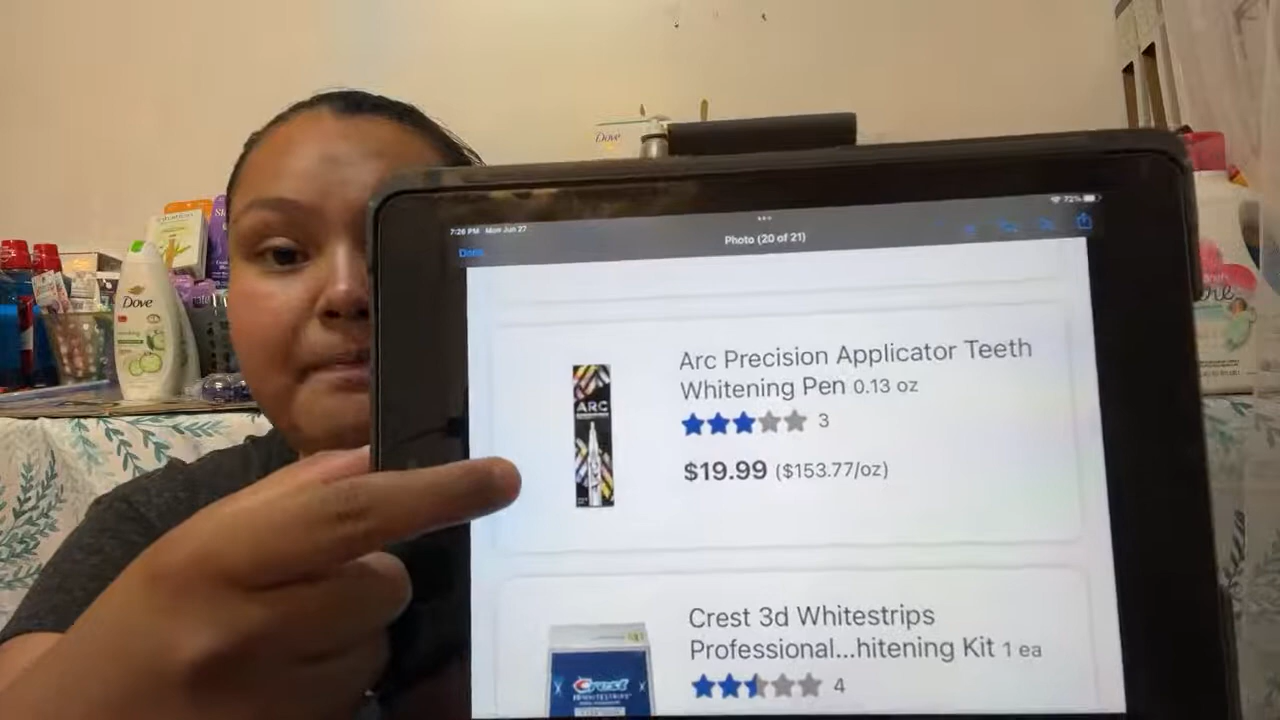 Dove
Dove
7:26 PM Mon Jun 27
72%
Done
Photo (20 of 21)
Arc Precision Applicator Teeth
Whitening Pen 0.13 oz
3
$19.99 ($153.77/oz)
ARC
Crest 3d Whitestrips
Professional...hitening Kit 1 ea
4
Crest